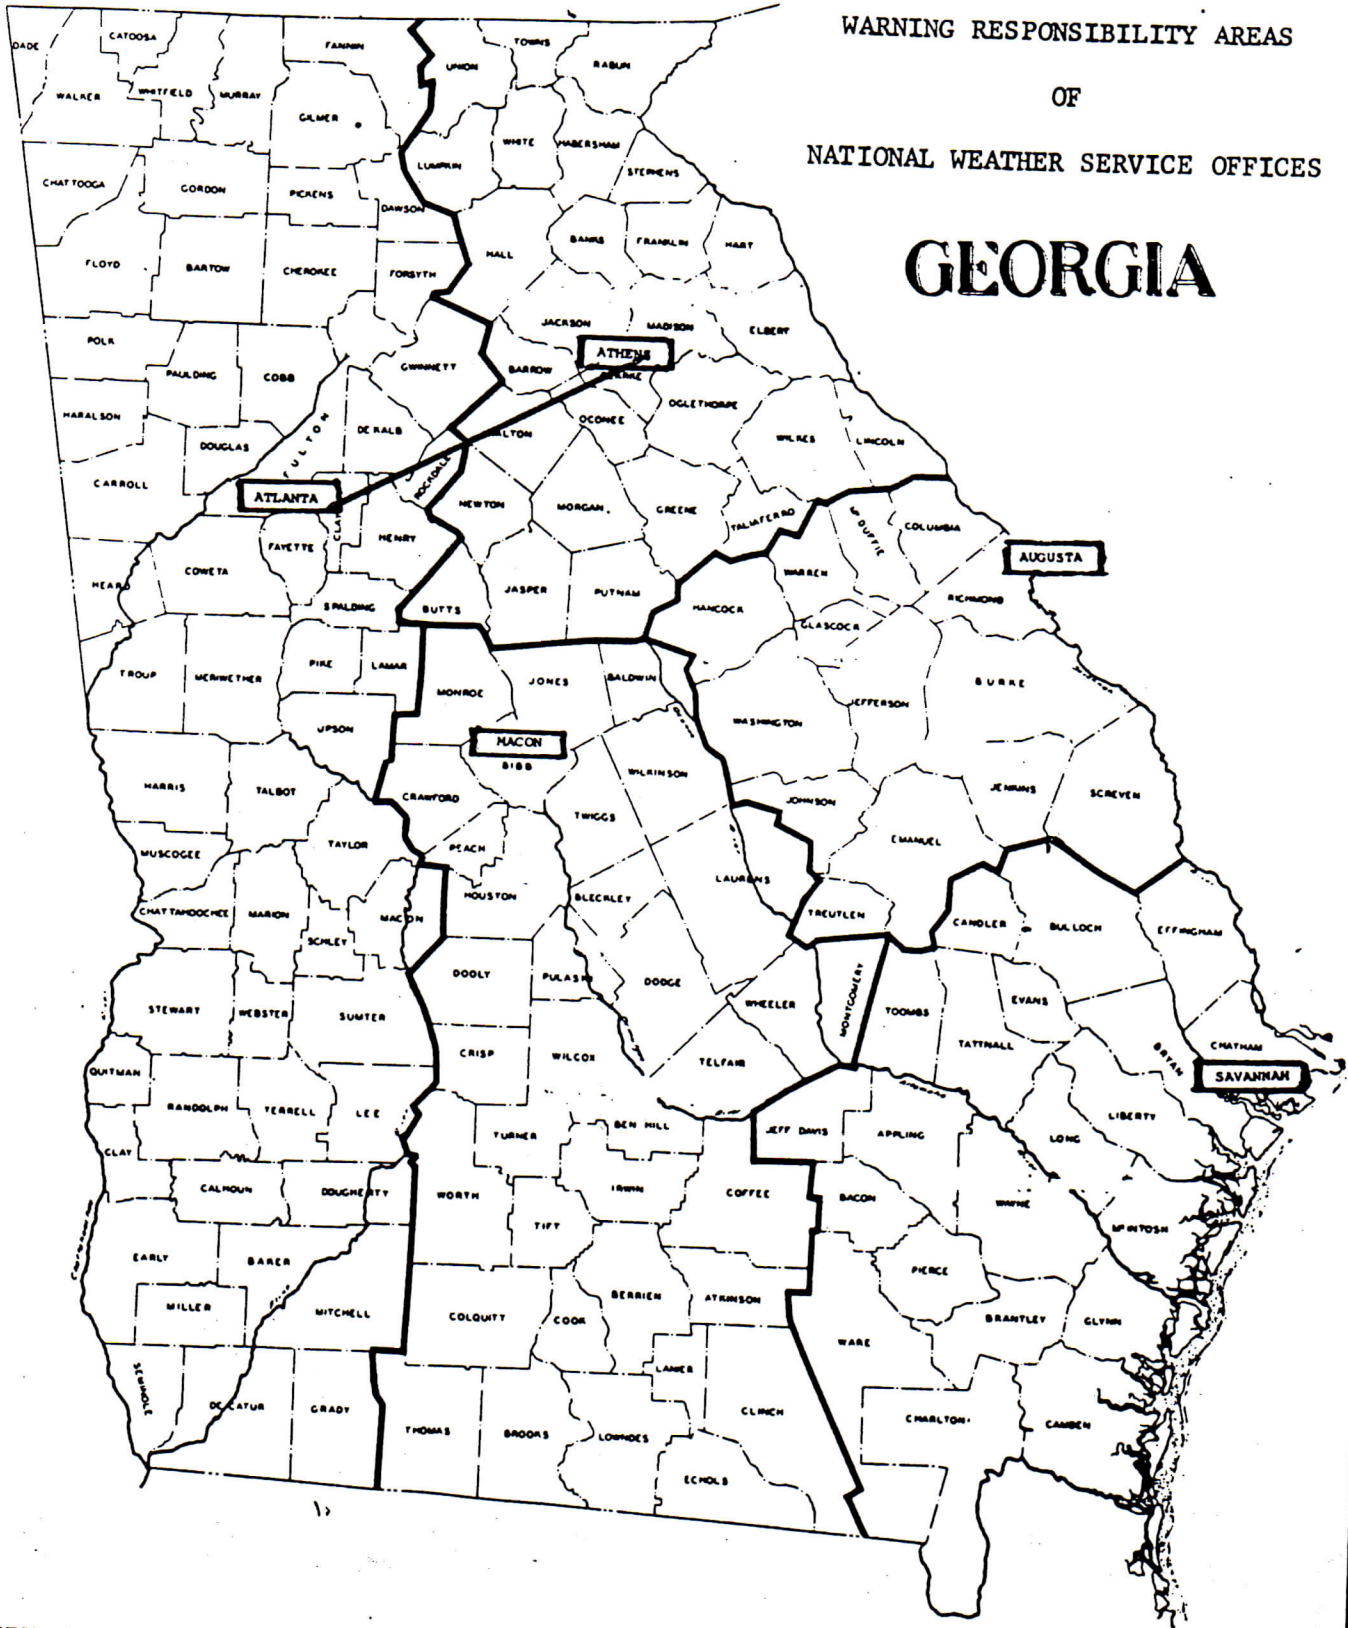 WARNING RESPONSIBILITY AREAS
OF
NATIONAL WEATHER SERVICE OFFICES
GEORGIA
DADE
CATOOSA
FANNIN
UNION
TOWNS
RABUN
WALKER
WHITFIELD
MURRAY
GILMER
LUMPKIN
WHITE
HABERSHAM
STEPHENS
CHATTOOGA
GORDON
PICKENS
DAWSON
HALL
BANKS
FRANKLIN
HART
FLOYD
BARTOW
CHEROKEE
FORSYTH
JACKSON
MADISON
ELBERT
POLK
PAULDING
COBB
GWINNETT
BARROW
ATHENS
OGLETHORPE
HARALSON
DOUGLAS
FULTON
DEKALB
ALTON
OCONEE
WILKES
LINCOLN
CARROLL
ATLANTA
ROCKDALE
NEWTON
MORGAN
GREENE
TALIAFERRO
McDUFFIE
COLUMBIA
AUGUSTA
HEARD
COWETA
FAYETTE
CLAY
HENRY
SPALDING
BUTTS
JASPER
PUTNAM
HANCOCK
WARREN
GLASCOCK
RICHMOND
TROUP
MERIWETHER
PIKE
LAMAR
MONROE
JONES
BALDWIN
WASHINGTON
JEFFERSON
BURKE
UPSON
MACON
BIBB
WILKINSON
HARRIS
TALBOT
CRAWFORD
TWIGGS
JOHNSON
JENKINS
SCREVEN
MUSCOGEE
TAYLOR
PEACH
EMANUEL
CHATTAHOOCHEE
MARION
SCHLEY
MACON
HOUSTON
BLECKLEY
LAURENS
TREUTLEN
CANDLER
BULLOCH
EFFINGHAM
STEWART
WEBSTER
SUMTER
DOOLY
PULASKI
DODGE
WHEELER
MONTGOMERY
TOOMBS
EVANS
TATTNALL
BRYAN
CHATHAM
SAVANNAH
QUITMAN
RANDOLPH
TERRELL
LEE
CRISP
WILCOX
TELFAIR
CLAY
CALHOUN
DOUGHERTY
WORTH
TURNER
BEN HILL
JEFF DAVIS
APPLING
LONG
LIBERTY
IRWIN
TIFT
COFFEE
BACON
WAYNE
McINTOSH
EARLY
BAKER
MILLER
MITCHELL
COLQUITT
COOK
BERRIEN
ATKINSON
PIERCE
WARE
BRANTLEY
GLYNN
SEMINOLE
DECATUR
GRADY
THOMAS
BROOKS
LOWNDES
LANIER
CLINCH
ECHOLS
CHARLTON
CAMDEN